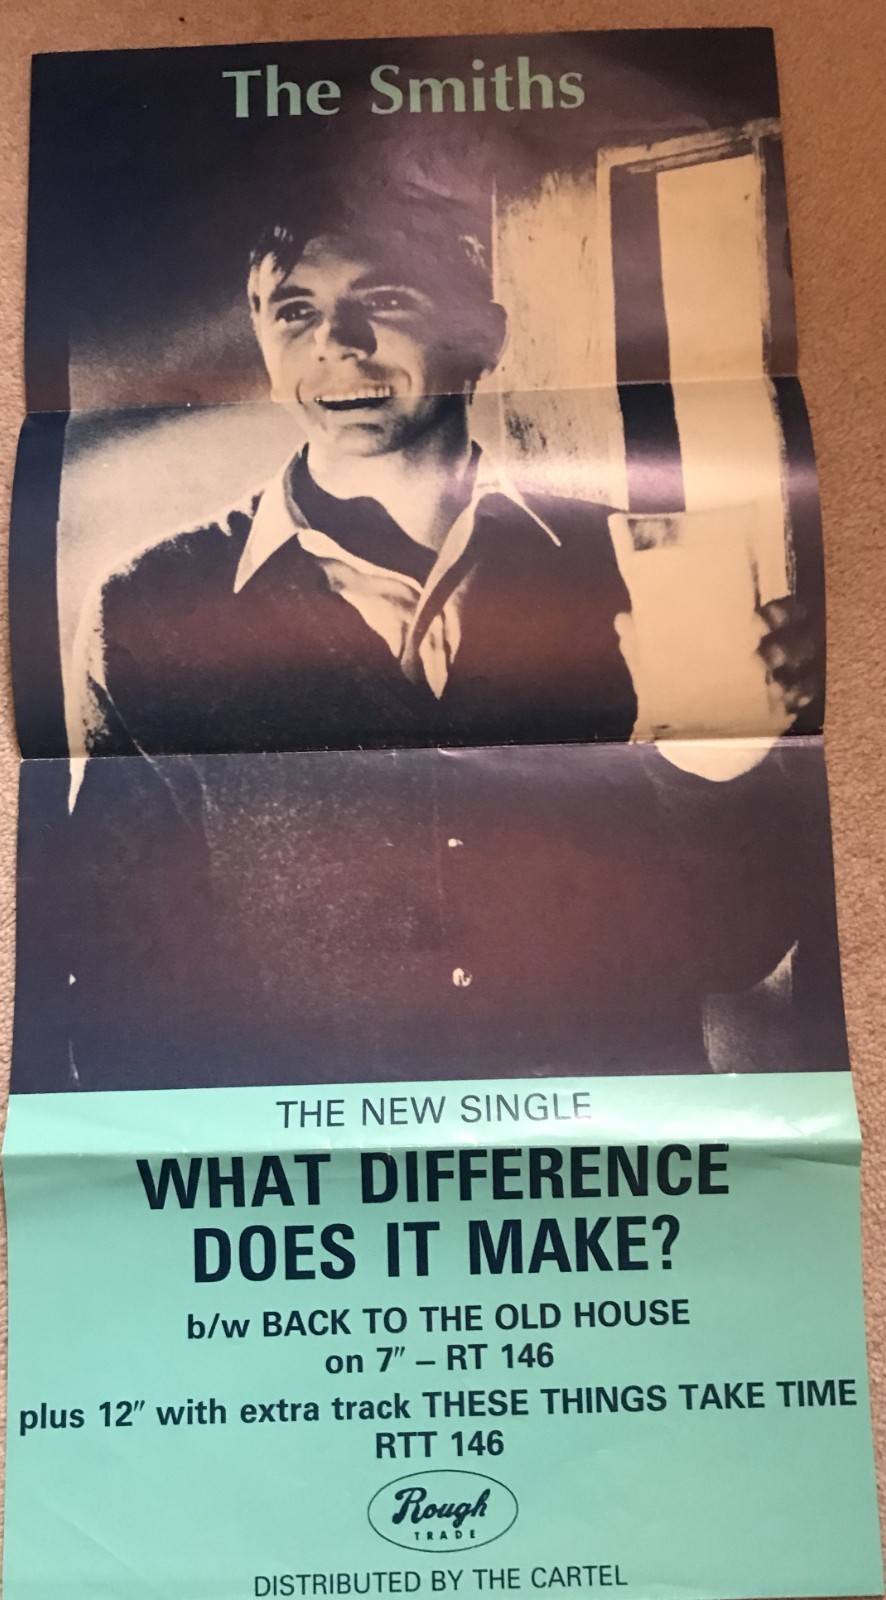 The Smiths
THE NEW SINGLE
WHAT DIFFERENCE
DOES IT MAKE?
b/w BACK TO THE OLD HOUSE
on 7" – RT 146
plus 12" with extra track THESE THINGS TAKE TIME
RTT 146
Rough
TRADE
DISTRIBUTED BY THE CARTEL